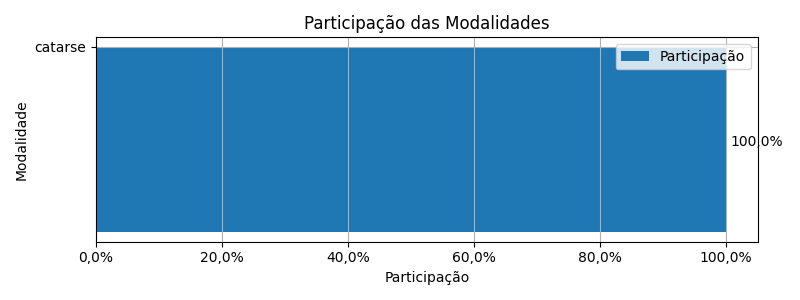 Participação das Modalidades
catarse
Participação
Modalidade
100,0%
0,0% 20,0% 40,0% 60,0% 80,0% 100,0%
Participação